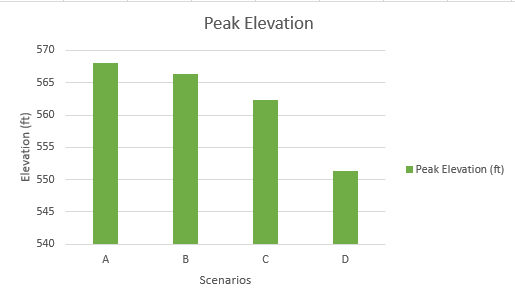 Peak Elevation
570
565
560
555
550
545
540
Elevation (ft)
A B C D
Scenarios
Peak Elevation (ft)